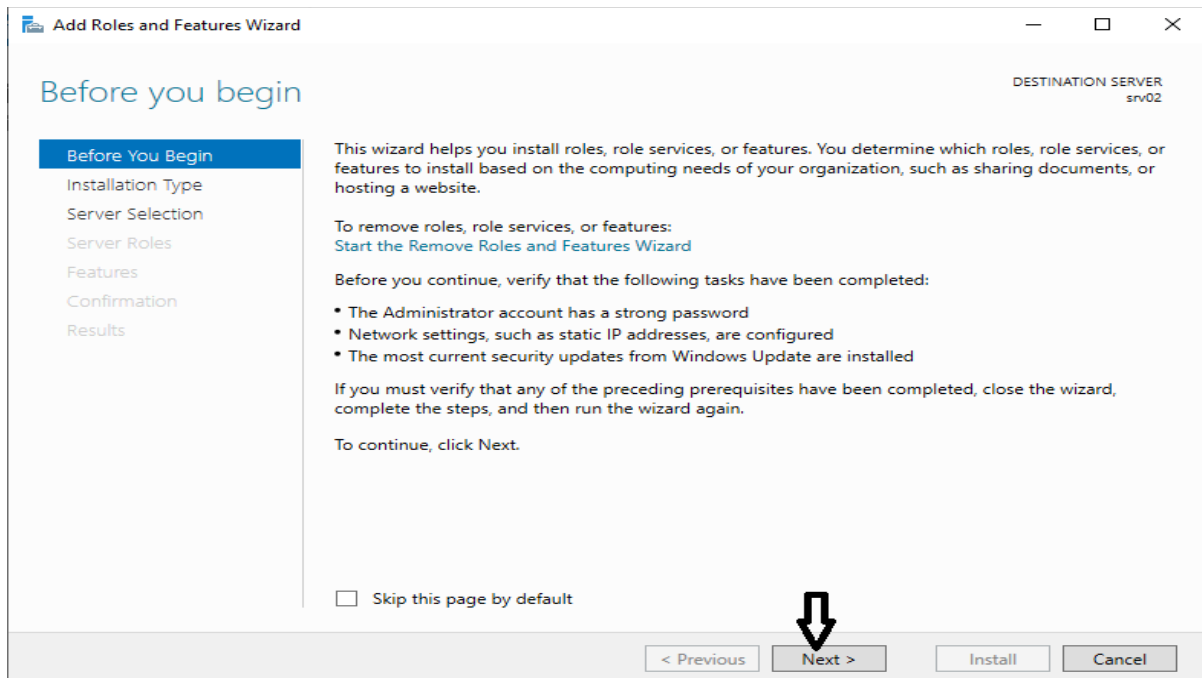 Add Roles and Features Wizard
Before you begin
DESTINATION SERVER
srv02
Before You Begin
Installation Type
Server Selection
Server Roles
Features
Confirmation
Results
This wizard helps you install roles, role services, or features. You determine which roles, role services, or
features to install based on the computing needs of your organization, such as sharing documents, or
hosting a website.
To remove roles, role services, or features:
Start the Remove Roles and Features Wizard
Before you continue, verify that the following tasks have been completed:
• The Administrator account has a strong password
• Network settings, such as static IP addresses, are configured
• The most current security updates from Windows Update are installed
If you must verify that any of the preceding prerequisites have been completed, close the wizard,
complete the steps, and then run the wizard again.
To continue, click Next.
Skip this page by default
< Previous
Next >
Install
Cancel